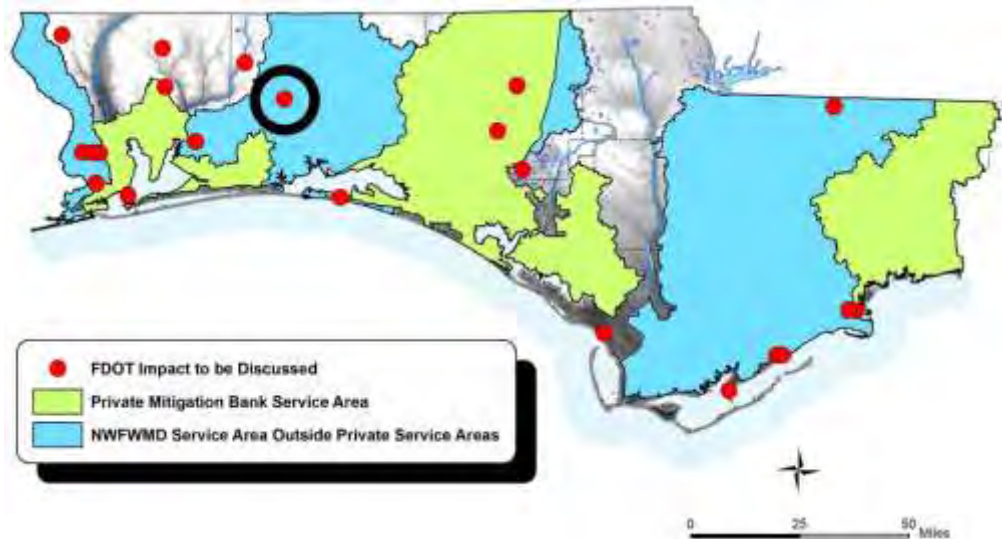 FDOT Impact to be Discussed
Private Mitigation Bank Service Area
NWFWMD Service Area Outside Private Service Areas
0 25 50 Miles